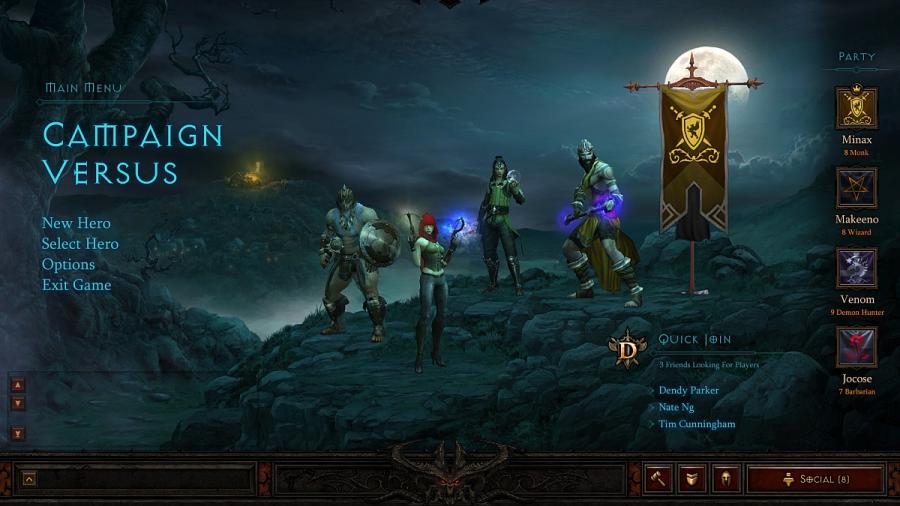 Main Menu
Campaign
Versus
New Hero
Select Hero
Options
Exit Game
Party
Minax
8 Monk
Makeeno
8 Wizard
Venom
9 Demon Hunter
Jocose
7 Barbarian
D
Quick Join
3 Friends Looking For Players
Dendy Parker
Nate Ng
Tim Cunningham
Social (8)